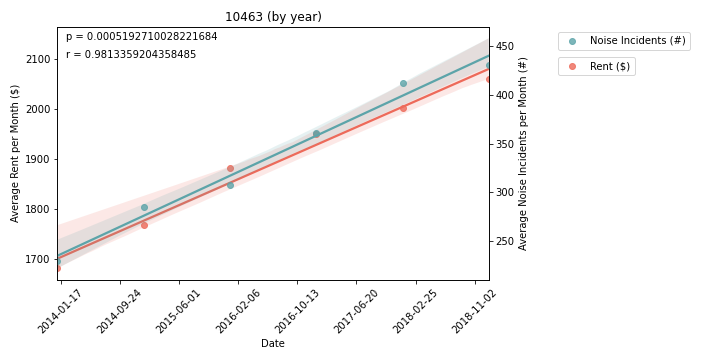 10463 (by year)
p = 0.0005192710028221684
r = 0.9813359204358485
Noise Incidents (#)
Rent ($)
Average Rent per Month ($)
2100
2000
1900
1800
1700
450
400
350
300
250
Average Noise Incidents per Month (#)
2014-01-17
2014-09-24
2015-06-01
2016-02-06
2016-10-13
2017-06-20
2018-02-25
2018-11-02
Date